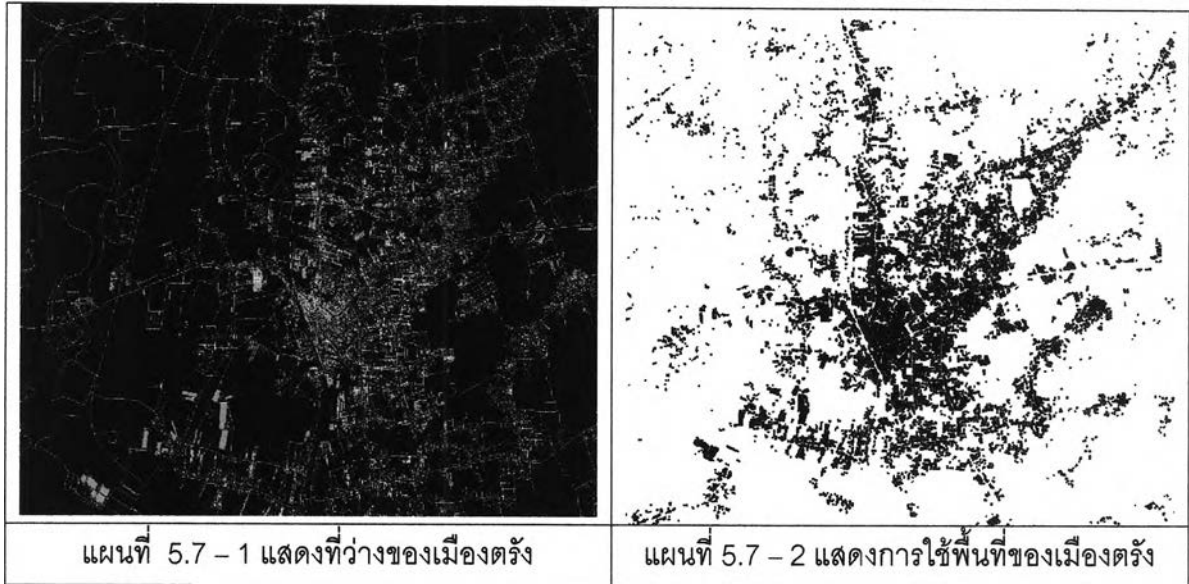 แผนที่ 5.7 – 1 แสดงที่ว่างของเมืองตรัง
แผนที่ 5.7 – 2 แสดงการใช้พื้นที่ของเมืองตรัง